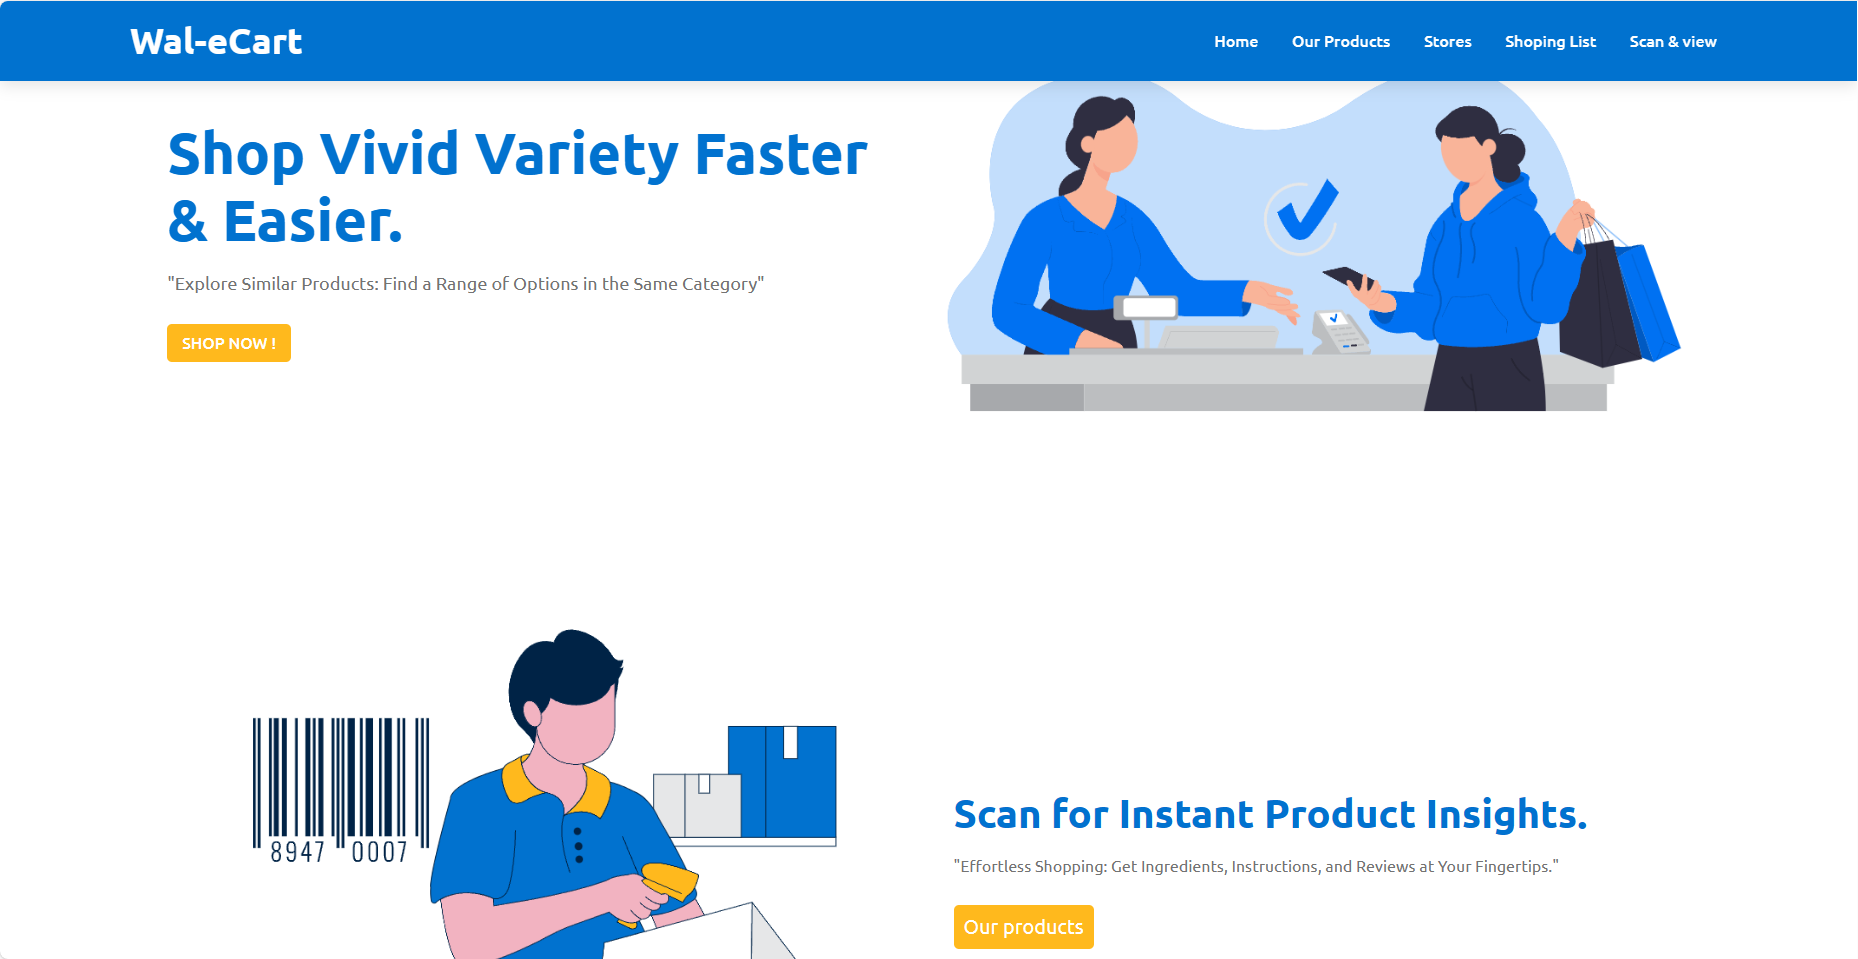 Wal-eCart
Home
Our Products
Stores
Shoping List
Scan & view
Shop Vivid Variety Faster
& Easier.
"Explore Similar Products: Find a Range of Options in the Same Category"
SHOP NOW !
8947 0007
Scan for Instant Product Insights.
"Effortless Shopping: Get Ingredients, Instructions, and Reviews at Your Fingertips."
Our products